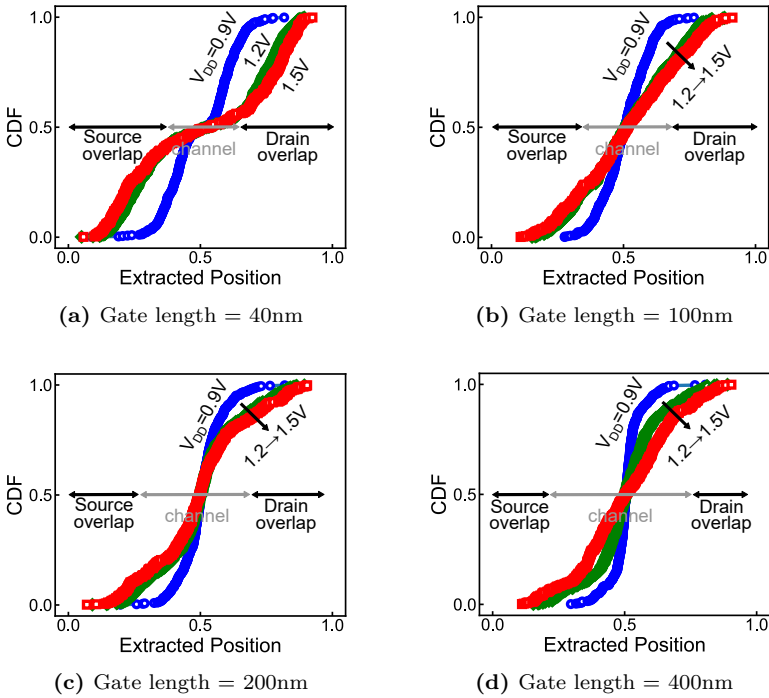 1.0
V_DD=0.9V
1.2V
1.5V
CDF
0.5
Source
overlap
channel
Drain
overlap
0.0
0.0
0.5
1.0
Extracted Position
(a) Gate length = 40nm
1.0
V_DD=0.9V
1.2→1.5V
CDF
0.5
Source
overlap
channel
Drain
overlap
0.0
0.0
0.5
1.0
Extracted Position
(b) Gate length = 100nm
1.0
V_DD=0.9V
1.2→1.5V
CDF
0.5
Source
overlap
channel
Drain
overlap
0.0
0.0
0.5
1.0
Extracted Position
(c) Gate length = 200nm
1.0
V_DD=0.9V
1.2→1.5V
CDF
0.5
Source
overlap
channel
Drain
overlap
0.0
0.0
0.5
1.0
Extracted Position
(d) Gate length = 400nm